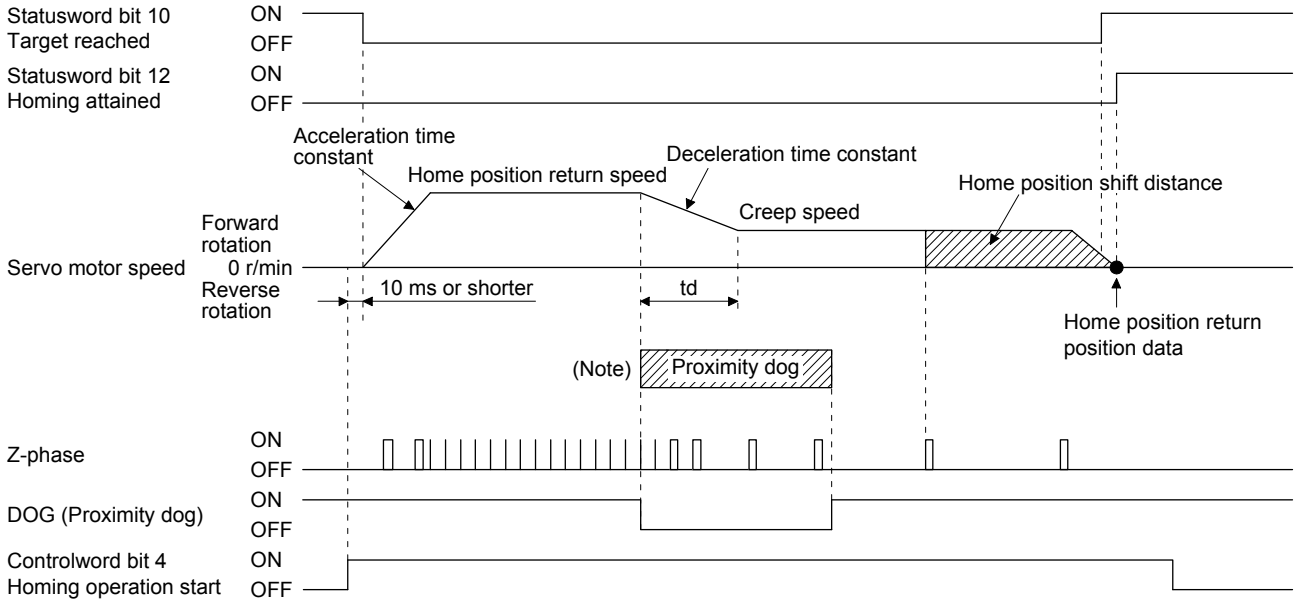 Statusword bit 10
Target reached
ON
OFF
Statusword bit 12
Homing attained
ON
OFF
Acceleration time
constant
Home position return speed
Deceleration time constant
Creep speed
Home position shift distance
Forward
rotation
Servo motor speed
0 r/min
Reverse
rotation
10 ms or shorter
td
Home position return
position data
(Note)
Proximity dog
Z-phase
ON
OFF
DOG (Proximity dog)
ON
OFF
Controlword bit 4
Homing operation start
ON
OFF